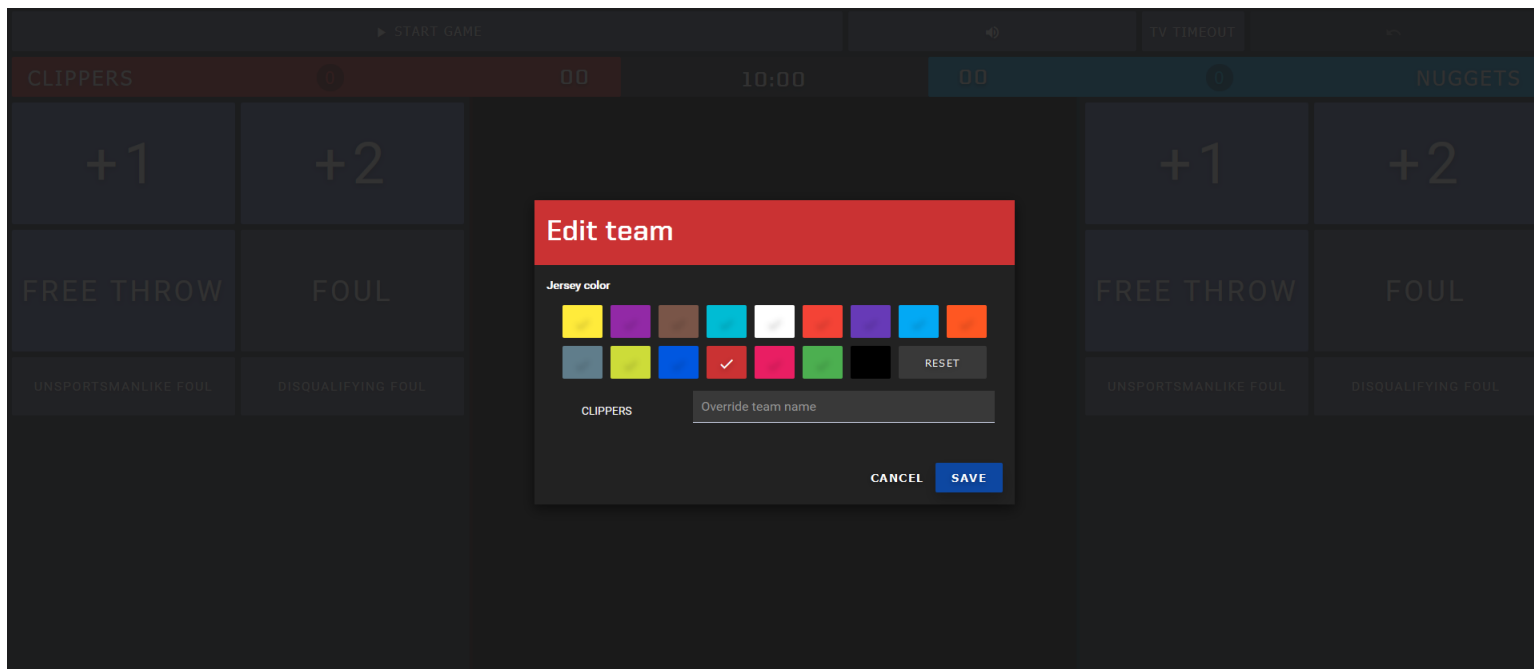 START GAME
TV TIMEOUT
CLIPPERS 0 00 10:00 00 0 NUGGETS
+1 +2 +1 +2
Edit team
Jersey color
FREE THROW FOUL FREE THROW FOUL
RESET
UNSPORTSMANLIKE FOUL DISQUALIFYING FOUL UNSPORTSMANLIKE FOUL DISQUALIFYING FOUL
CLIPPERS Override team name
CANCEL SAVE